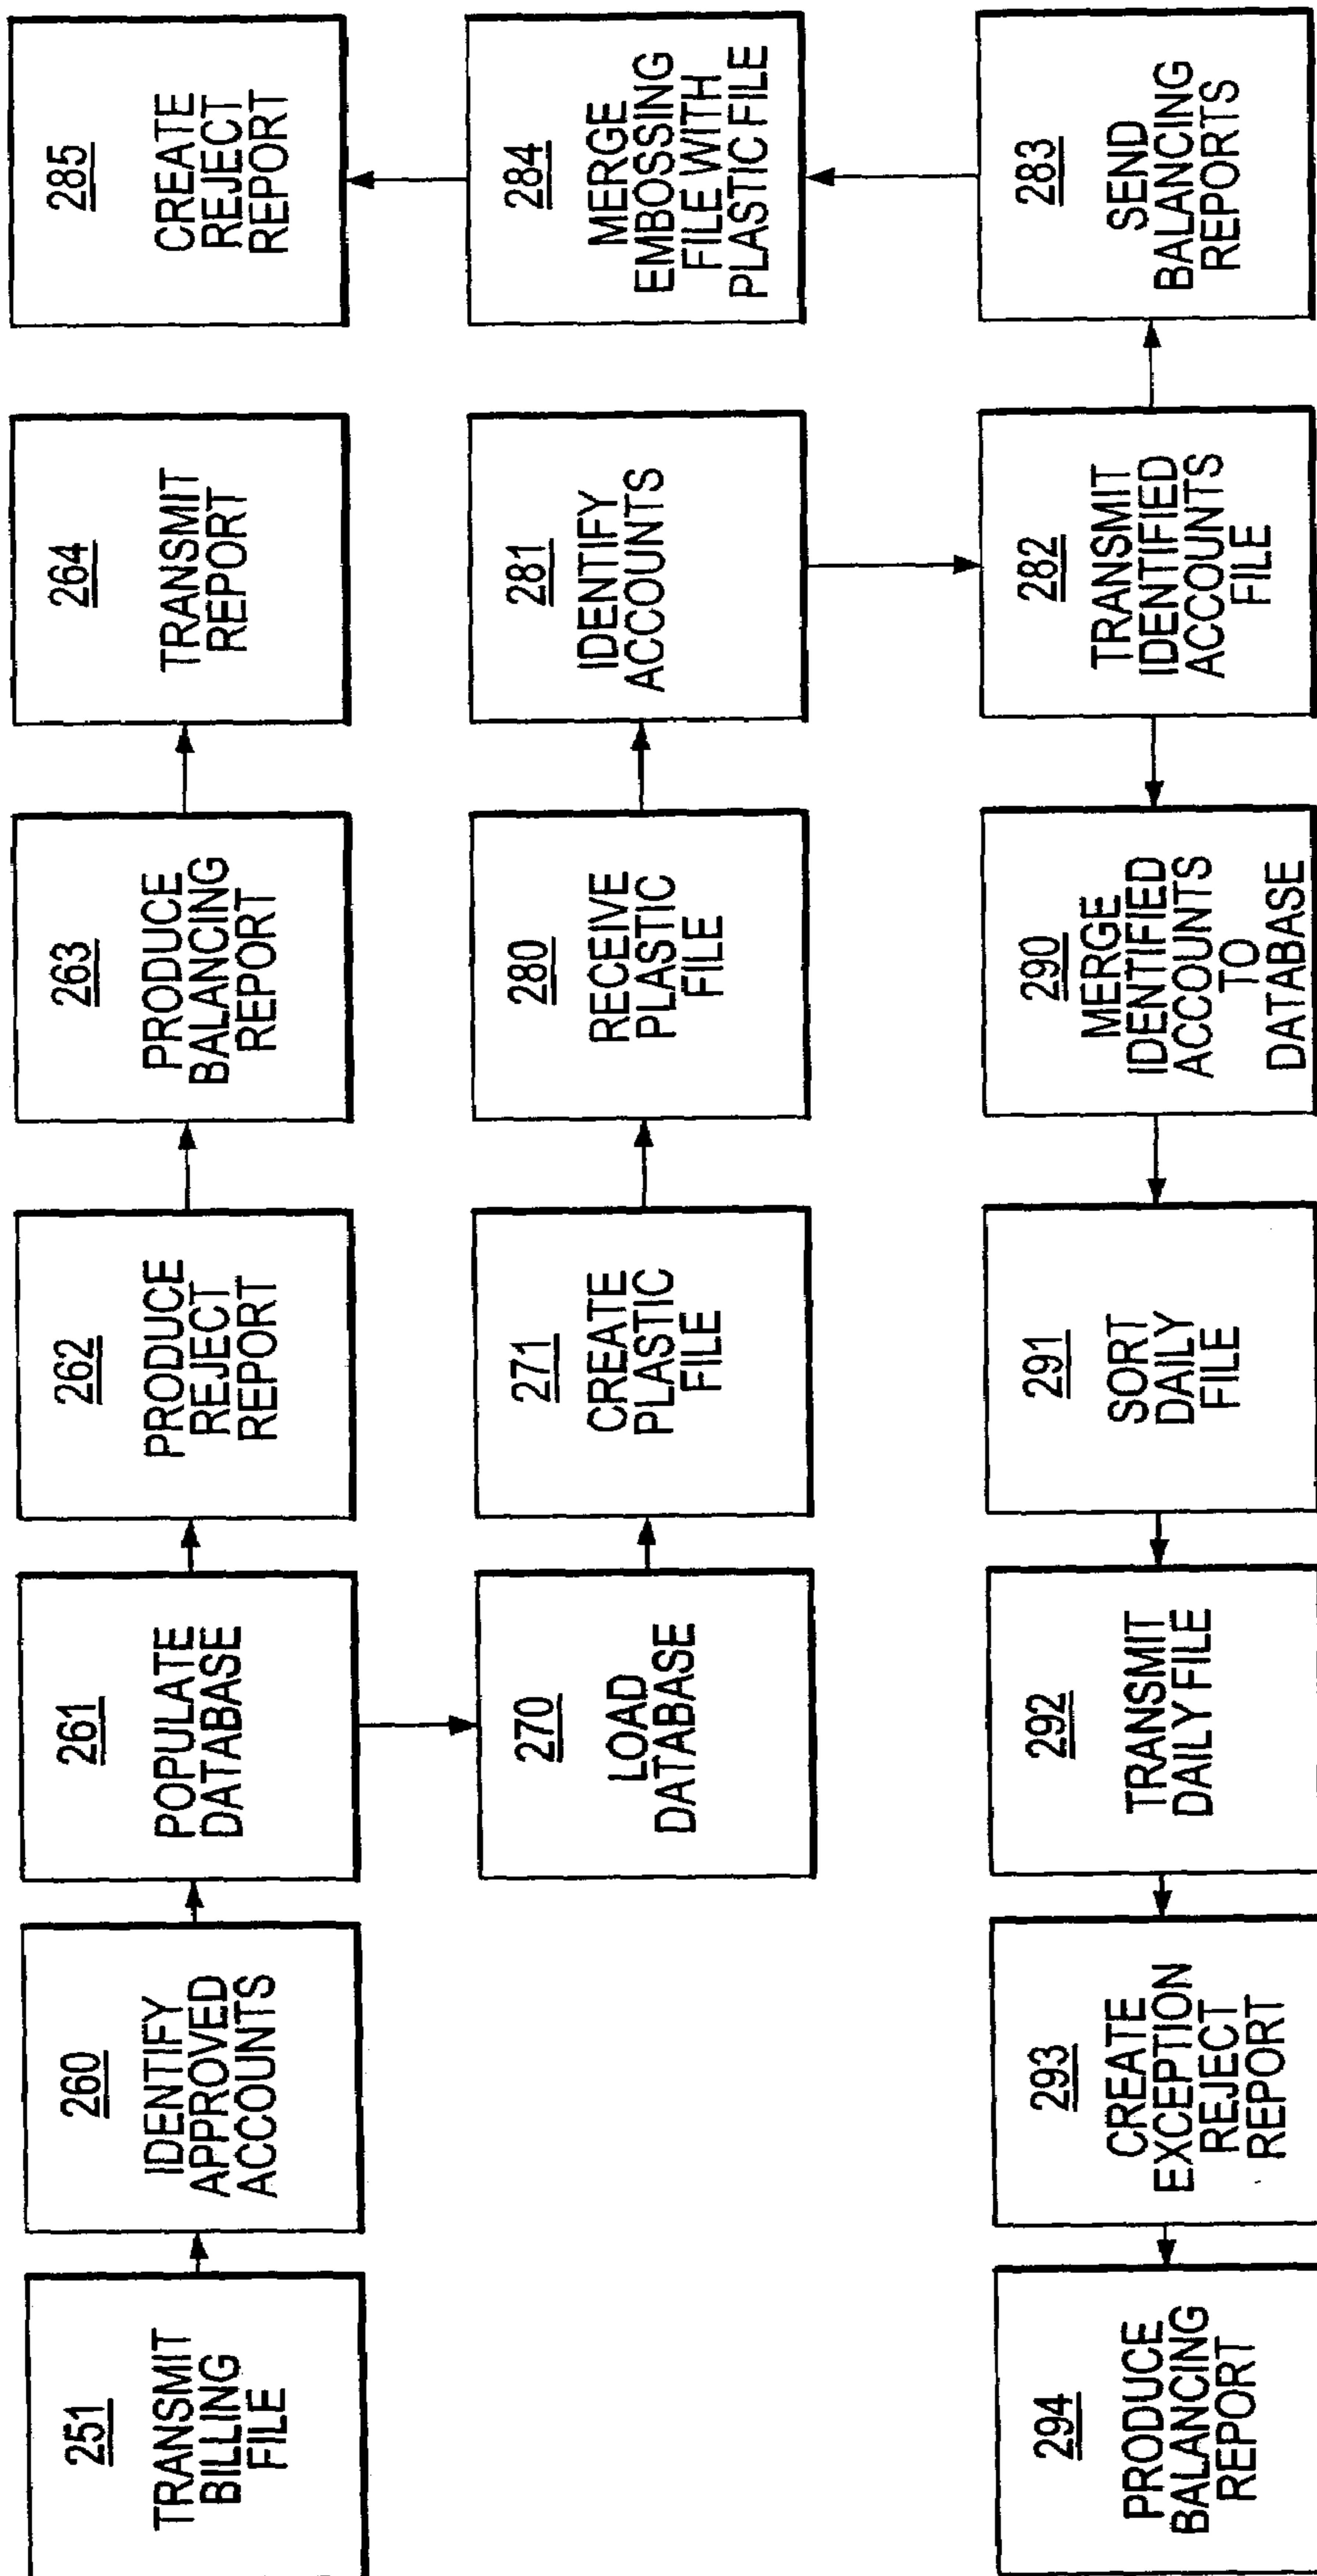 251
TRANSMIT
BILLING
FILE
260
IDENTIFY
APPROVED
ACCOUNTS
261
POPULATE
DATABASE
262
PRODUCE
REJECT
REPORT
263
PRODUCE
BALANCING
REPORT
264
TRANSMIT
REPORT
285
CREATE
REJECT
REPORT
270
LOAD
DATABASE
271
CREATE
PLASTIC
FILE
280
RECEIVE
PLASTIC
FILE
281
IDENTIFY
ACCOUNTS
284
MERGE
EMBOSSING
FILE WITH
PLASTIC FILE
294
PRODUCE
BALANCING
REPORT
293
CREATE
EXCEPTION
REJECT
REPORT
292
TRANSMIT
DAILY FILE
291
SORT
DAILY
FILE
290
MERGE
IDENTIFIED
ACCOUNTS
TO
DATABASE
282
TRANSMIT
IDENTIFIED
ACCOUNTS
FILE
283
SEND
BALANCING
REPORTS